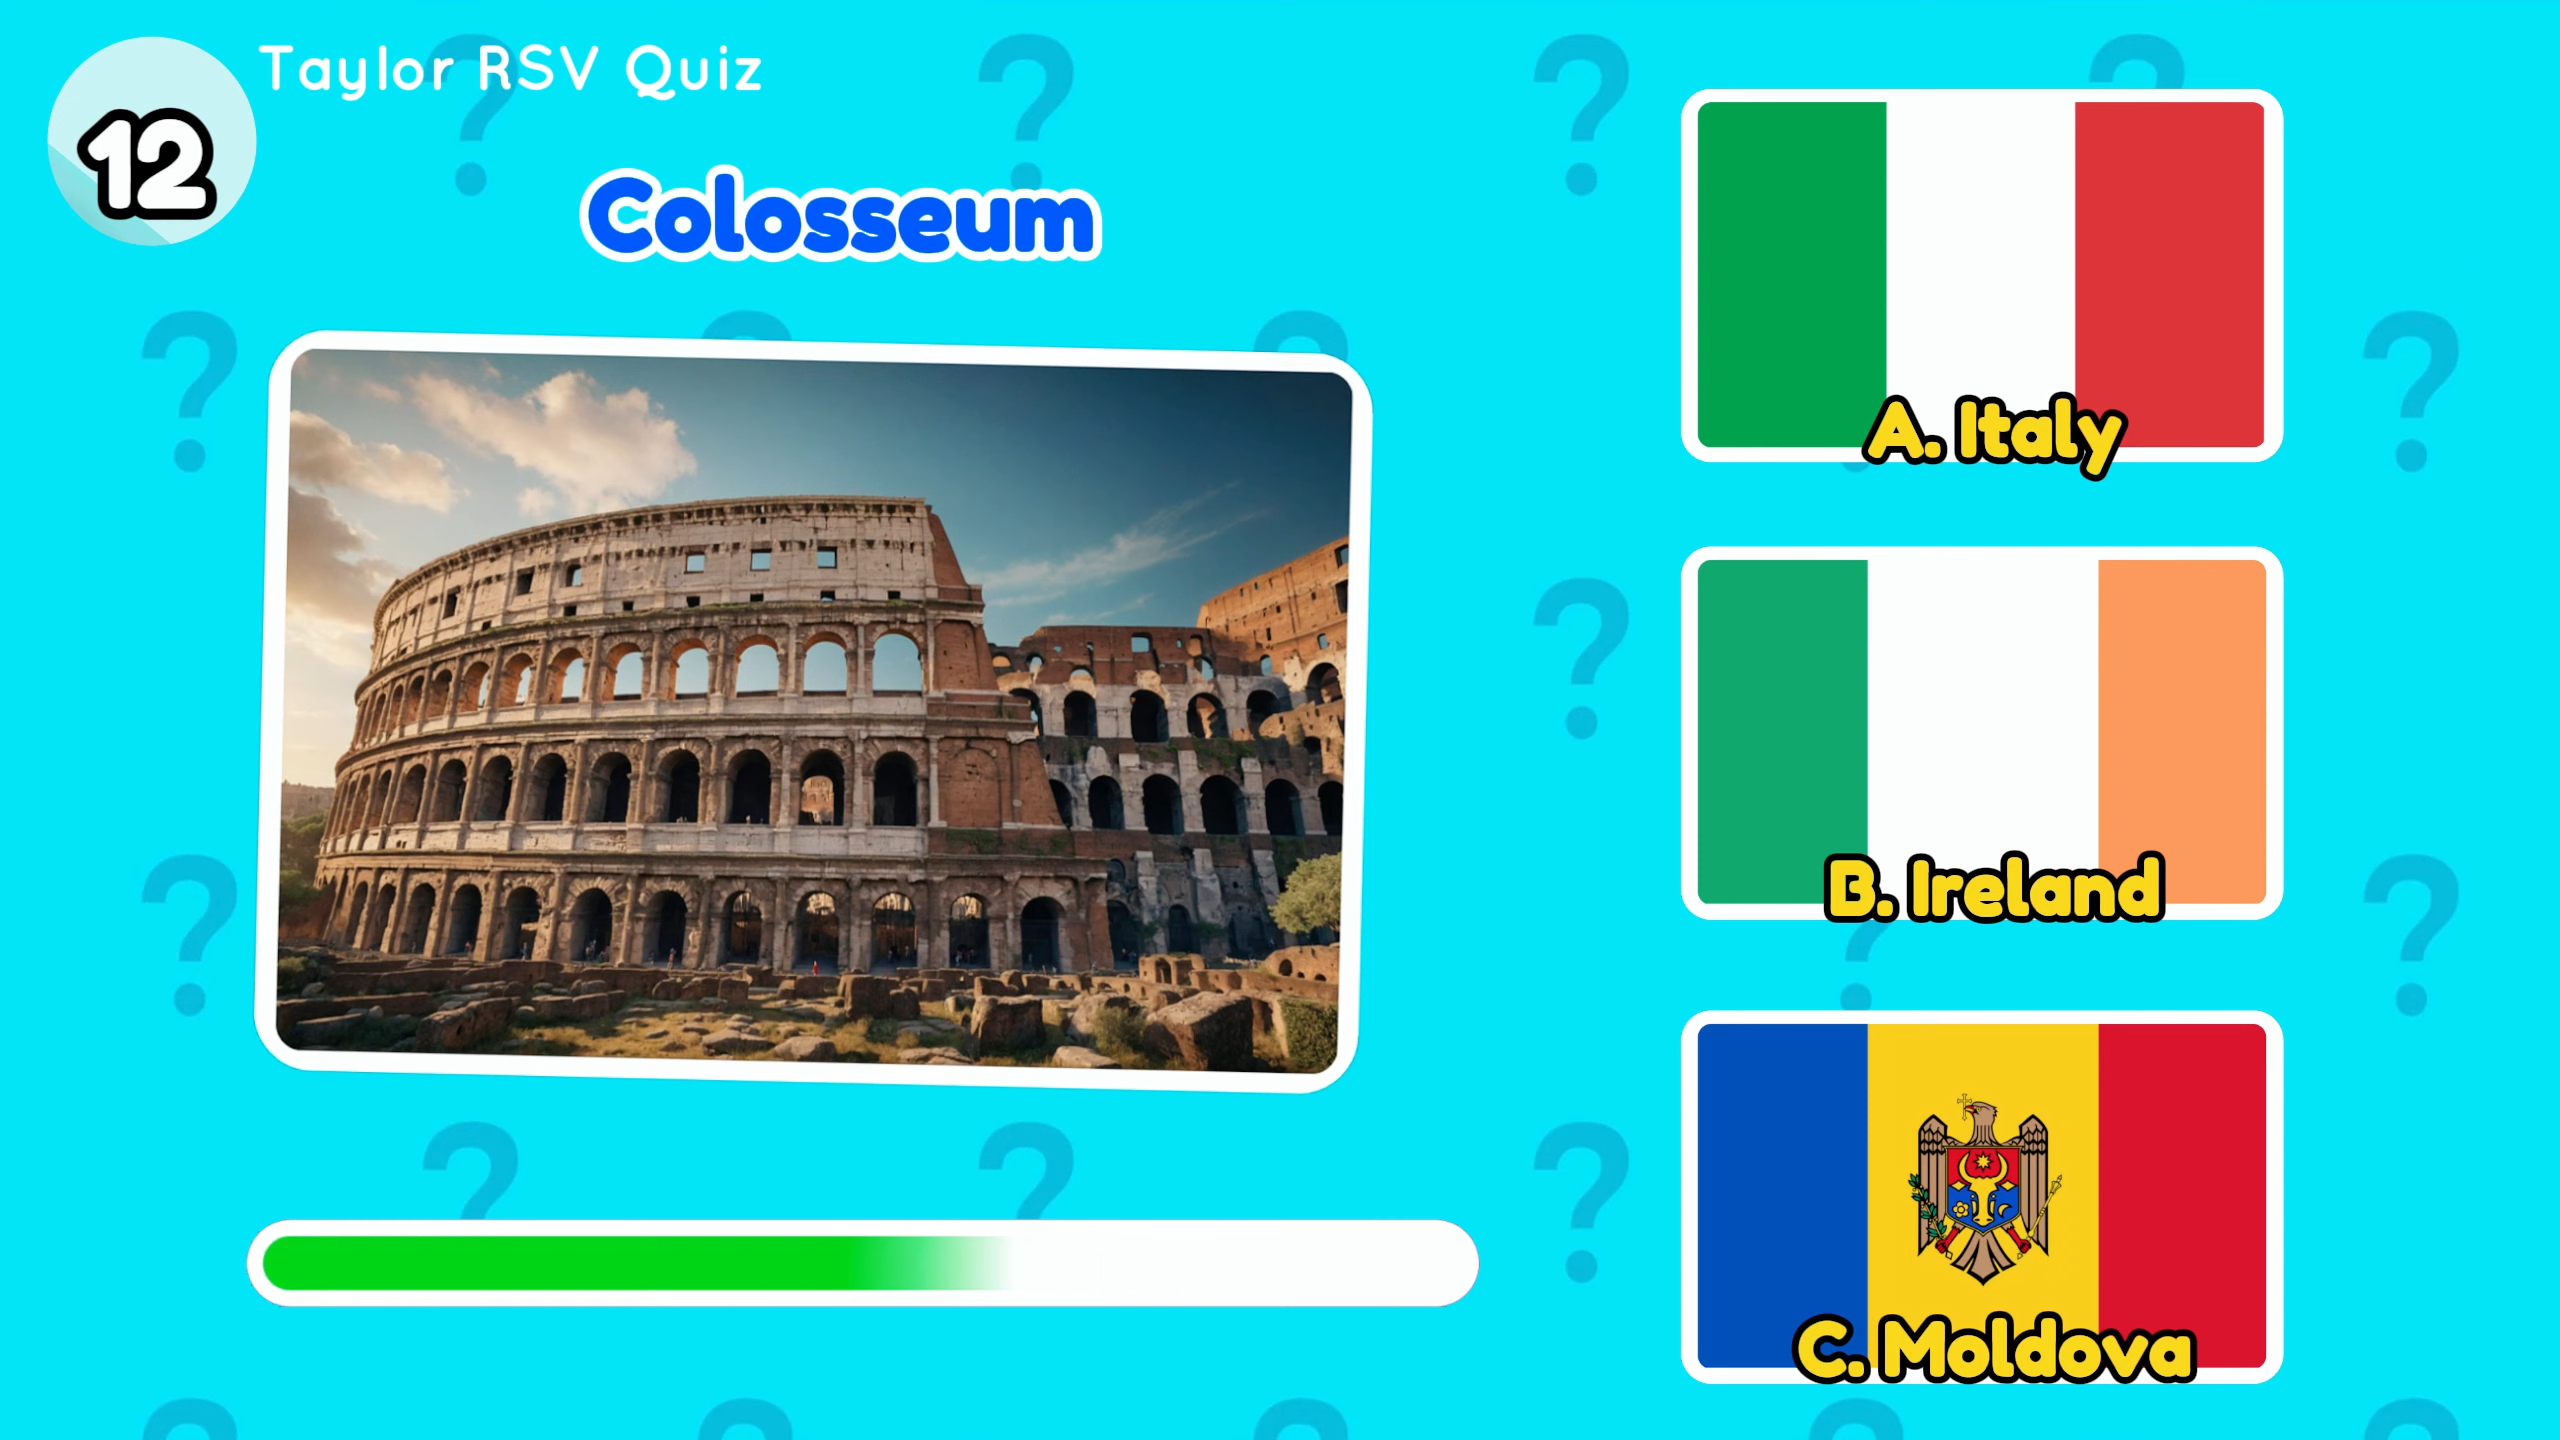 Taylor RSV Quiz
12
Colosseum
A. Italy
B. Ireland
C. Moldova